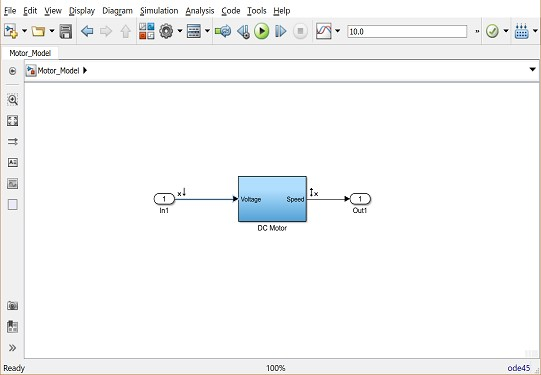 File Edit View Display Diagram Simulation Analysis Code Tools Help
10.0 »
Motor_Model
Motor_Model
1 x Voltage Speed x 1
In1 Out1
DC Motor
Ready 100% ode45